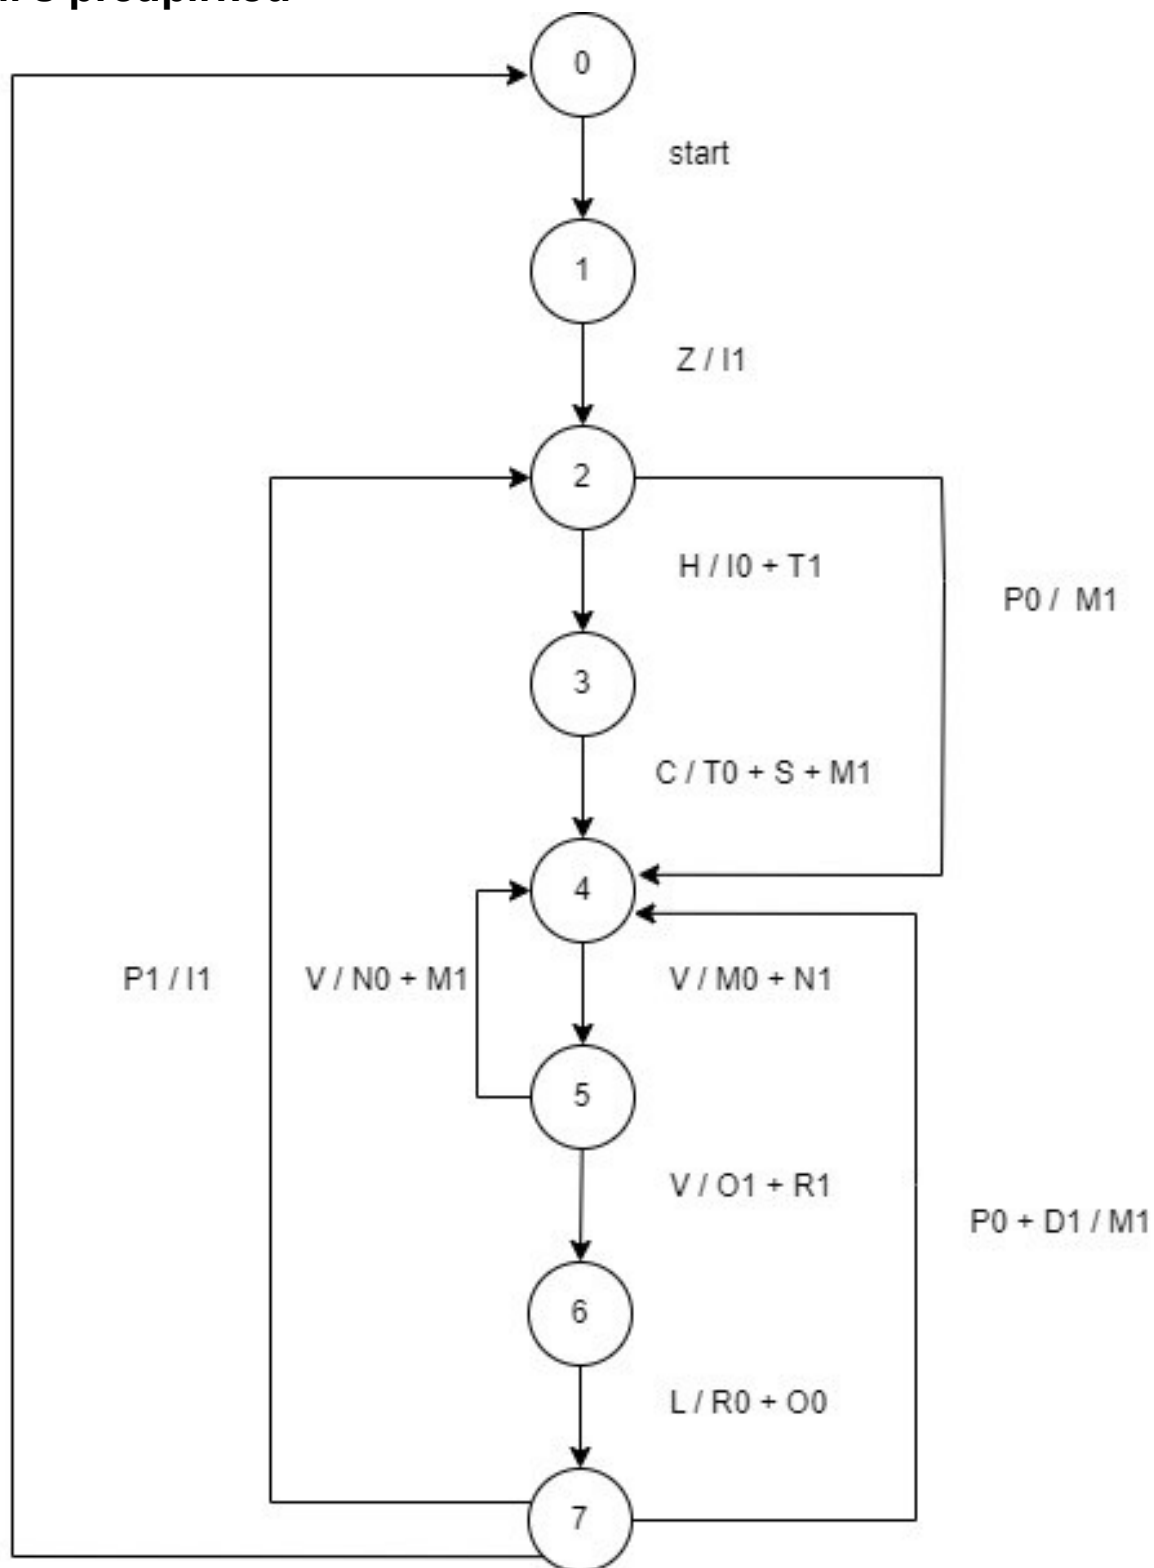 0
start
1
Z / I1
2
H / I0 + T1
P0 / M1
3
C / T0 + S + M1
4
P1 / I1
V / N0 + M1
V / M0 + N1
5
V / O1 + R1
P0 + D1 / M1
6
L / R0 + O0
7